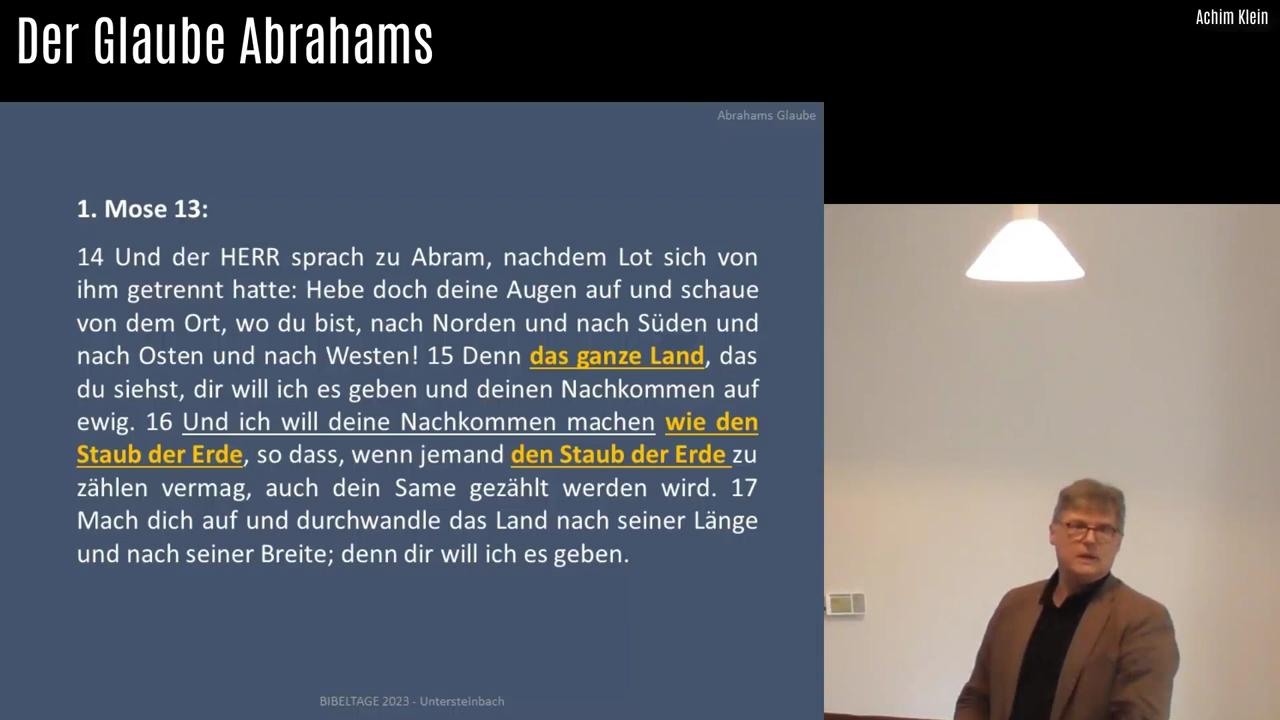 Der Glaube Abrahams
Achim Klein
Abrahams Glaube
1. Mose 13:
14 Und der HERR sprach zu Abram, nachdem Lot sich von
ihm getrennt hatte: Hebe doch deine Augen auf und schaue
von dem Ort, wo du bist, nach Norden und nach Süden und
nach Osten und nach Westen! 15 Denn das ganze Land, das
du siehst, dir will ich es geben und deinen Nachkommen auf
ewig. 16 Und ich will deine Nachkommen machen wie den
Staub der Erde, so dass, wenn jemand den Staub der Erde zu
zählen vermag, auch dein Same gezählt werden wird. 17
Mach dich auf und durchwandle das Land nach seiner Länge
und nach seiner Breite; denn dir will ich es geben.
BIBELTAGE 2023 - Untersteinbach